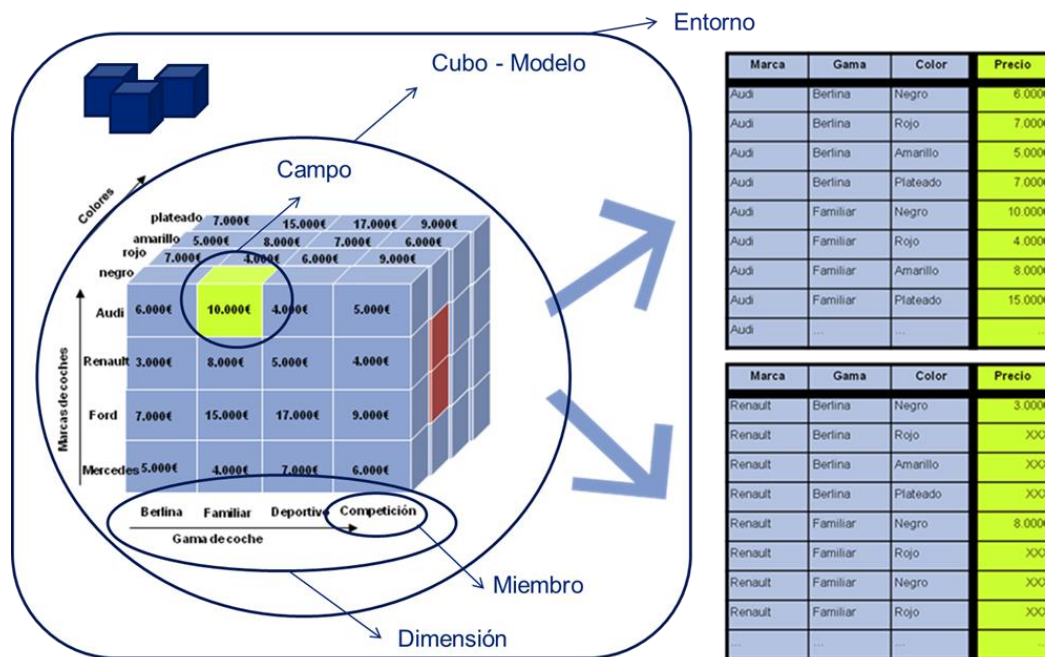 Entorno
Cubo - Modelo
Campo
Colores
plateado 7.000€ 15.000€ 17.000€ 9.000€
amarillo 5.000€ 8.000€ 7.000€ 6.000€
rojo 7.000€ 4.000€ 6.000€ 9.000€
negro
Marcas de coches
Audi 6.000€ 10.000€ 4.000€ 5.000€
Renault 3.000€ 8.000€ 5.000€ 4.000€
Ford 7.000€ 15.000€ 17.000€ 9.000€
Mercedes 5.000€ 4.000€ 7.000€ 6.000€
Berlina Familiar Deportivo Competición
Gama de coche
Miembro
Dimensión
Marca Gama Color Precio
Audi Berlina Negro 6.000€
Audi Berlina Rojo 7.000€
Audi Berlina Amarillo 5.000€
Audi Berlina Plateado 7.000€
Audi Familiar Negro 10.000€
Audi Familiar Rojo 4.000€
Audi Familiar Amarillo 8.000€
Audi Familiar Plateado 15.000€
Audi ... ... ...
Marca Gama Color Precio
Renault Berlina Negro 3.000€
Renault Berlina Rojo XXX
Renault Berlina Amarillo XXX
Renault Berlina Plateado XXX
Renault Familiar Negro 8.000€
Renault Familiar Rojo XXX
Renault Familiar Negro XXX
Renault Familiar Rojo XXX
... ... ... ...